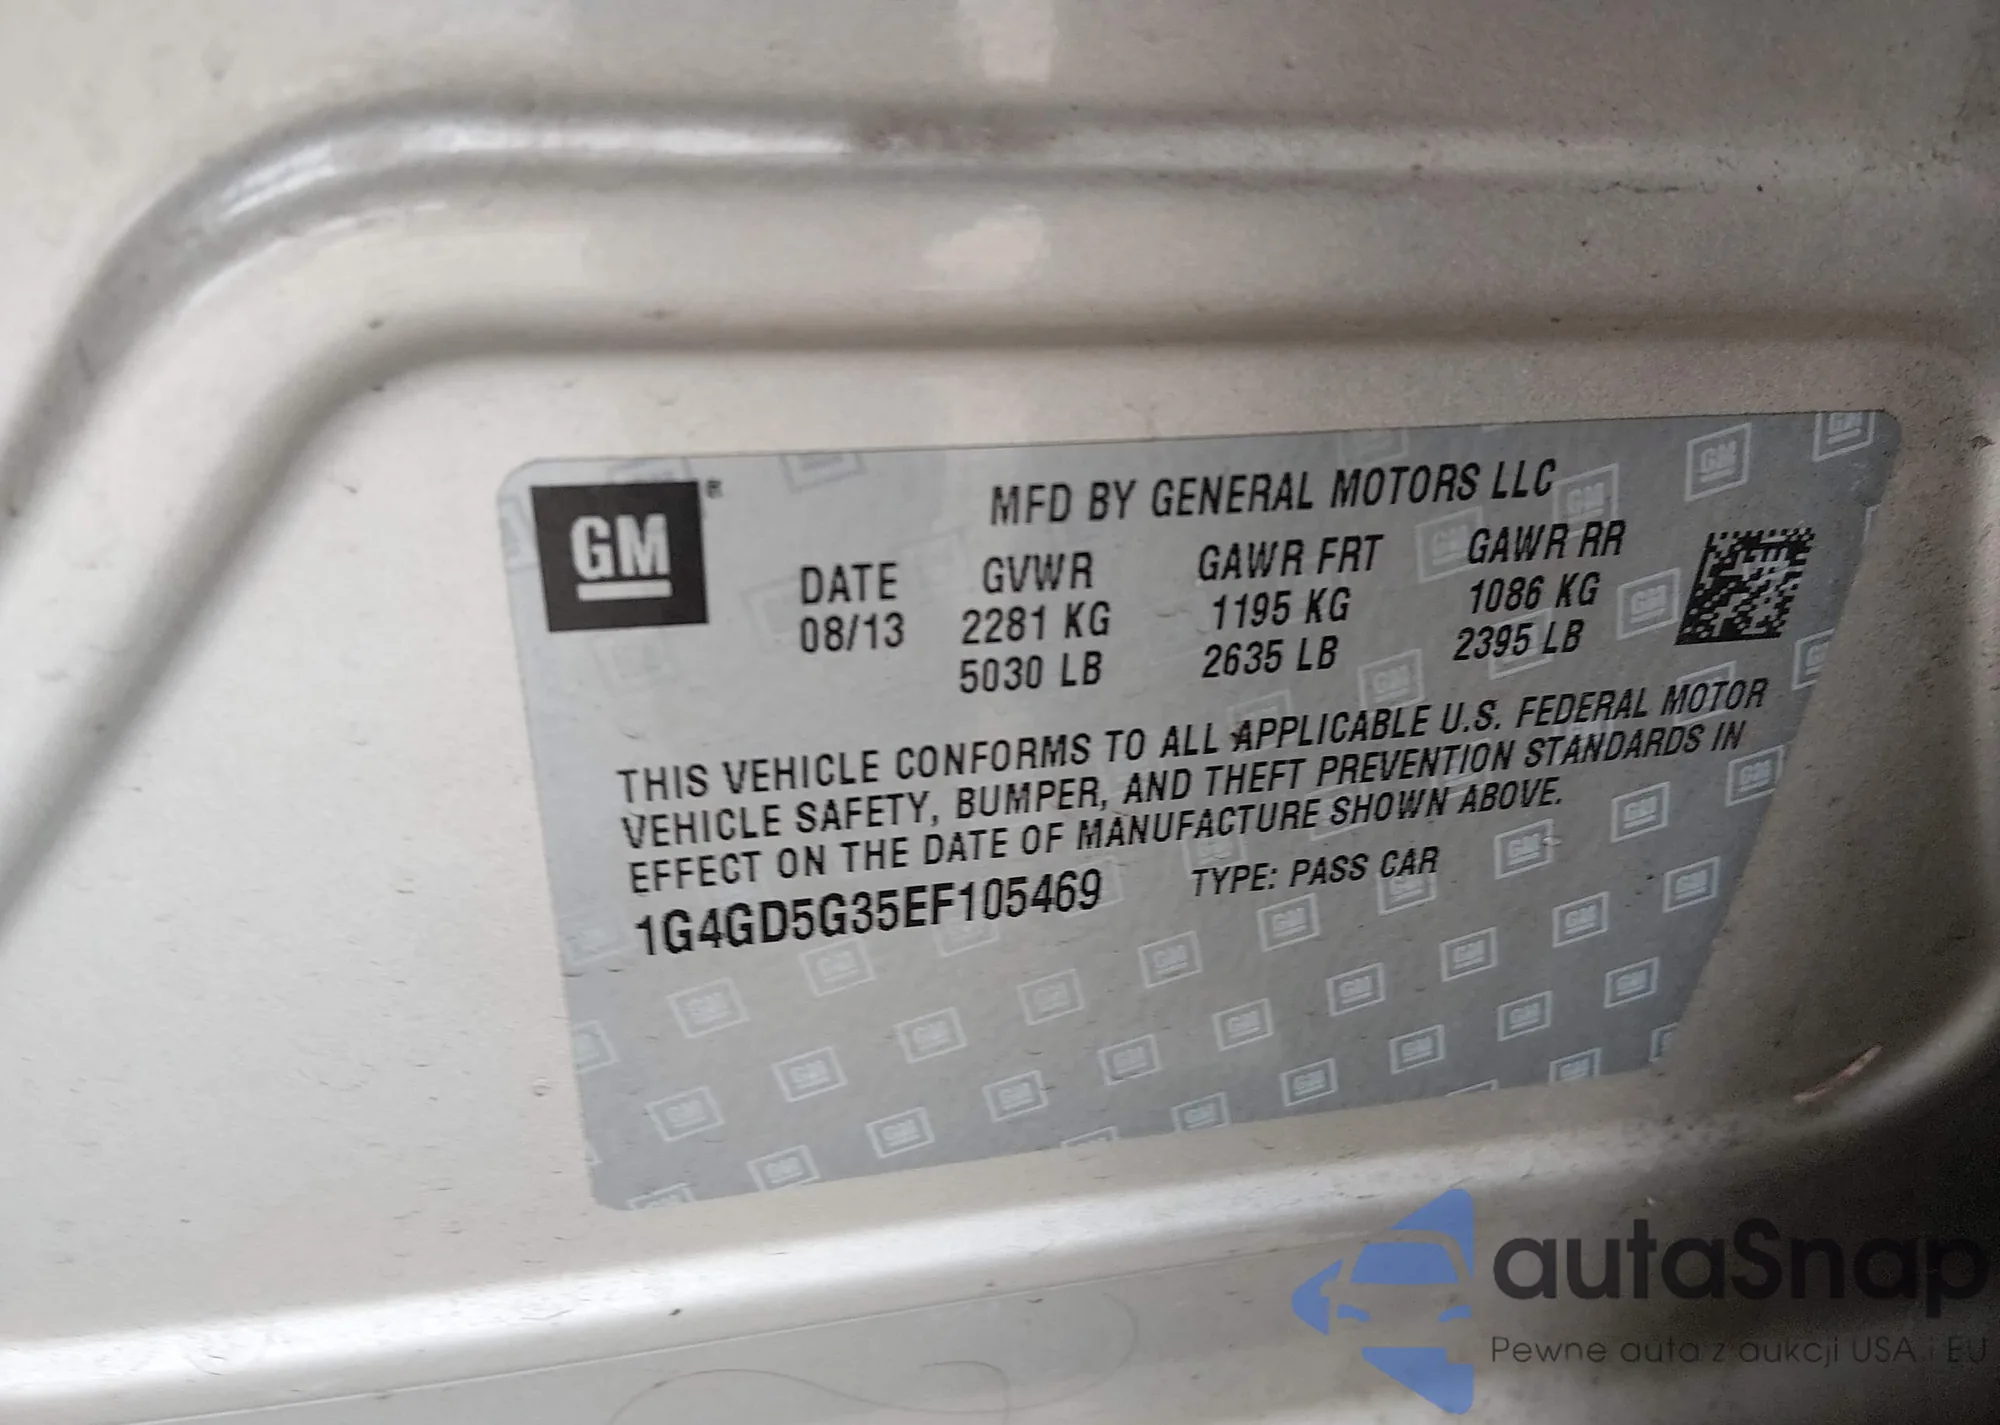 GM ®
MFD BY GENERAL MOTORS LLC
DATE GVWR GAWR FRT GAWR RR
08/13 2281 KG 1195 KG 1086 KG
5030 LB 2635 LB 2395 LB
THIS VEHICLE CONFORMS TO ALL APPLICABLE U.S. FEDERAL MOTOR
VEHICLE SAFETY, BUMPER, AND THEFT PREVENTION STANDARDS IN
EFFECT ON THE DATE OF MANUFACTURE SHOWN ABOVE.
1G4GD5G35EF105469 TYPE: PASS CAR
autaSnap
Pewne auta z aukcji USA i EU